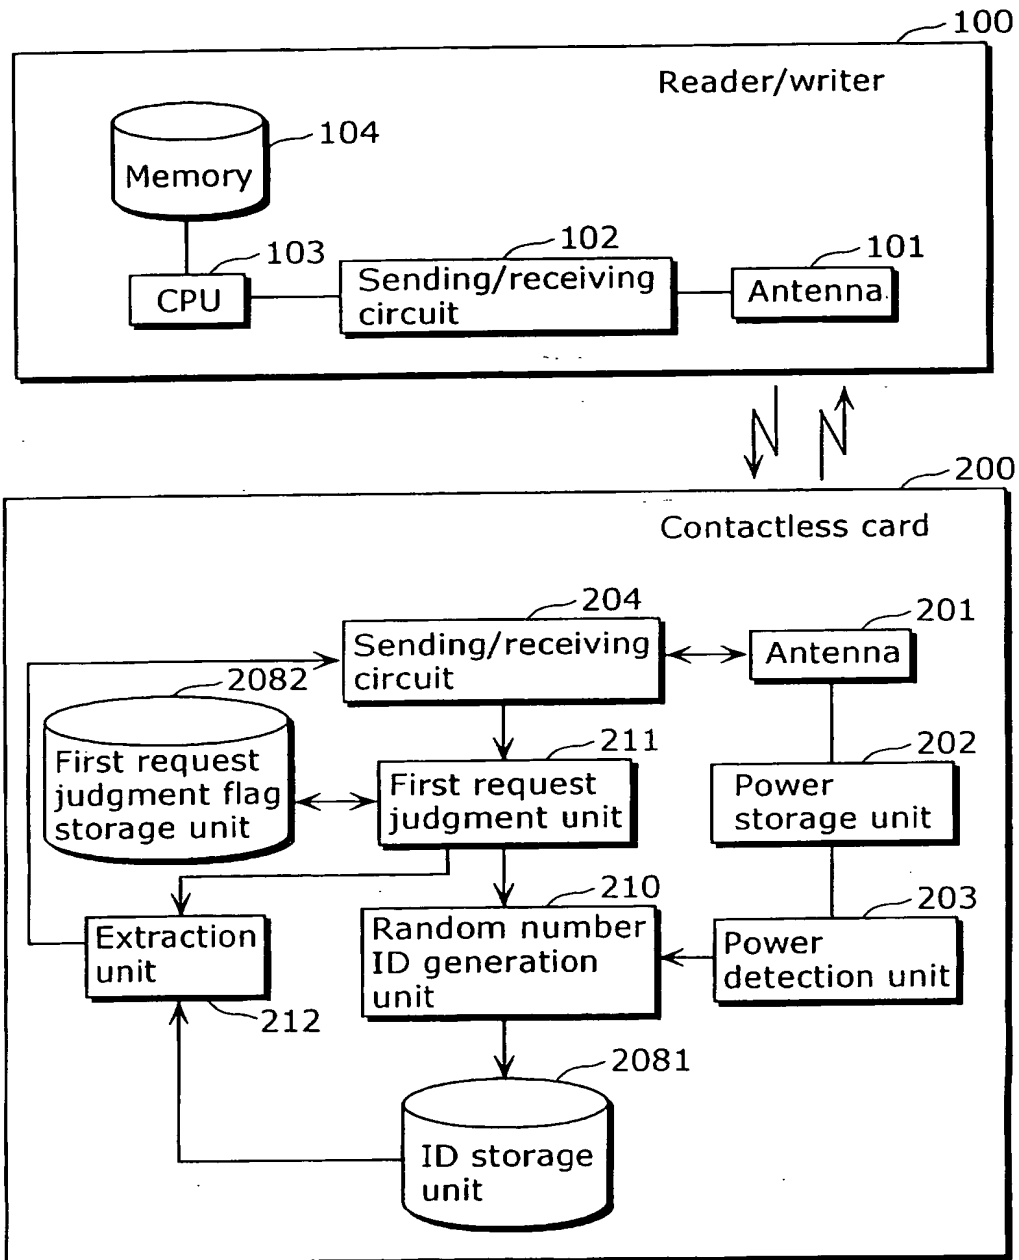 100
Reader/writer
104
Memory
103
CPU
102
Sending/receiving
circuit
101
Antenna
200
Contactless card
204
Sending/receiving
circuit
201
Antenna
2082
First request
judgment flag
storage unit
211
First request
judgment unit
202
Power
storage unit
210
Random number
ID generation
unit
203
Power
detection unit
Extraction
unit
212
2081
ID storage
unit